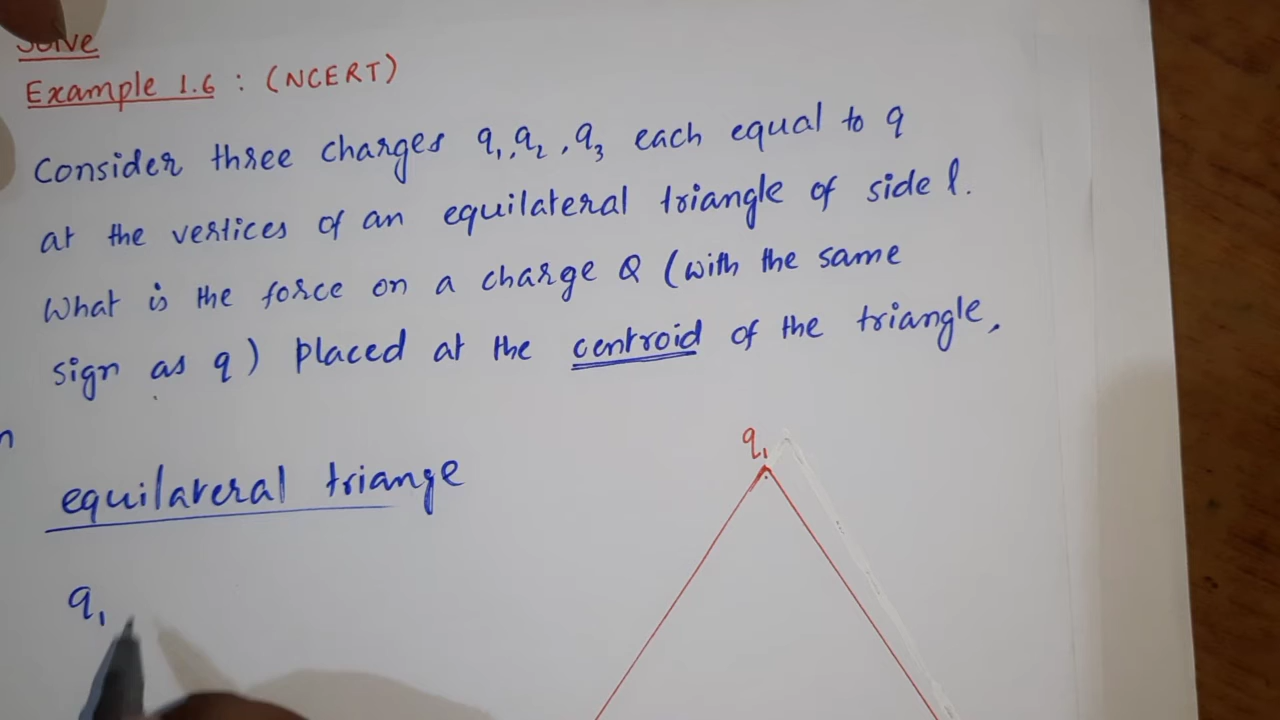 Solve
Example 1.6 : (NCERT)
Consider three charges q₁, q₂, q₃ each equal to q
at the vertices of an equilateral triangle of side l.
What is the force on a charge Q (with the same
sign as q) placed at the centroid of the triangle.
n
equilateral triange
q₁
q₁